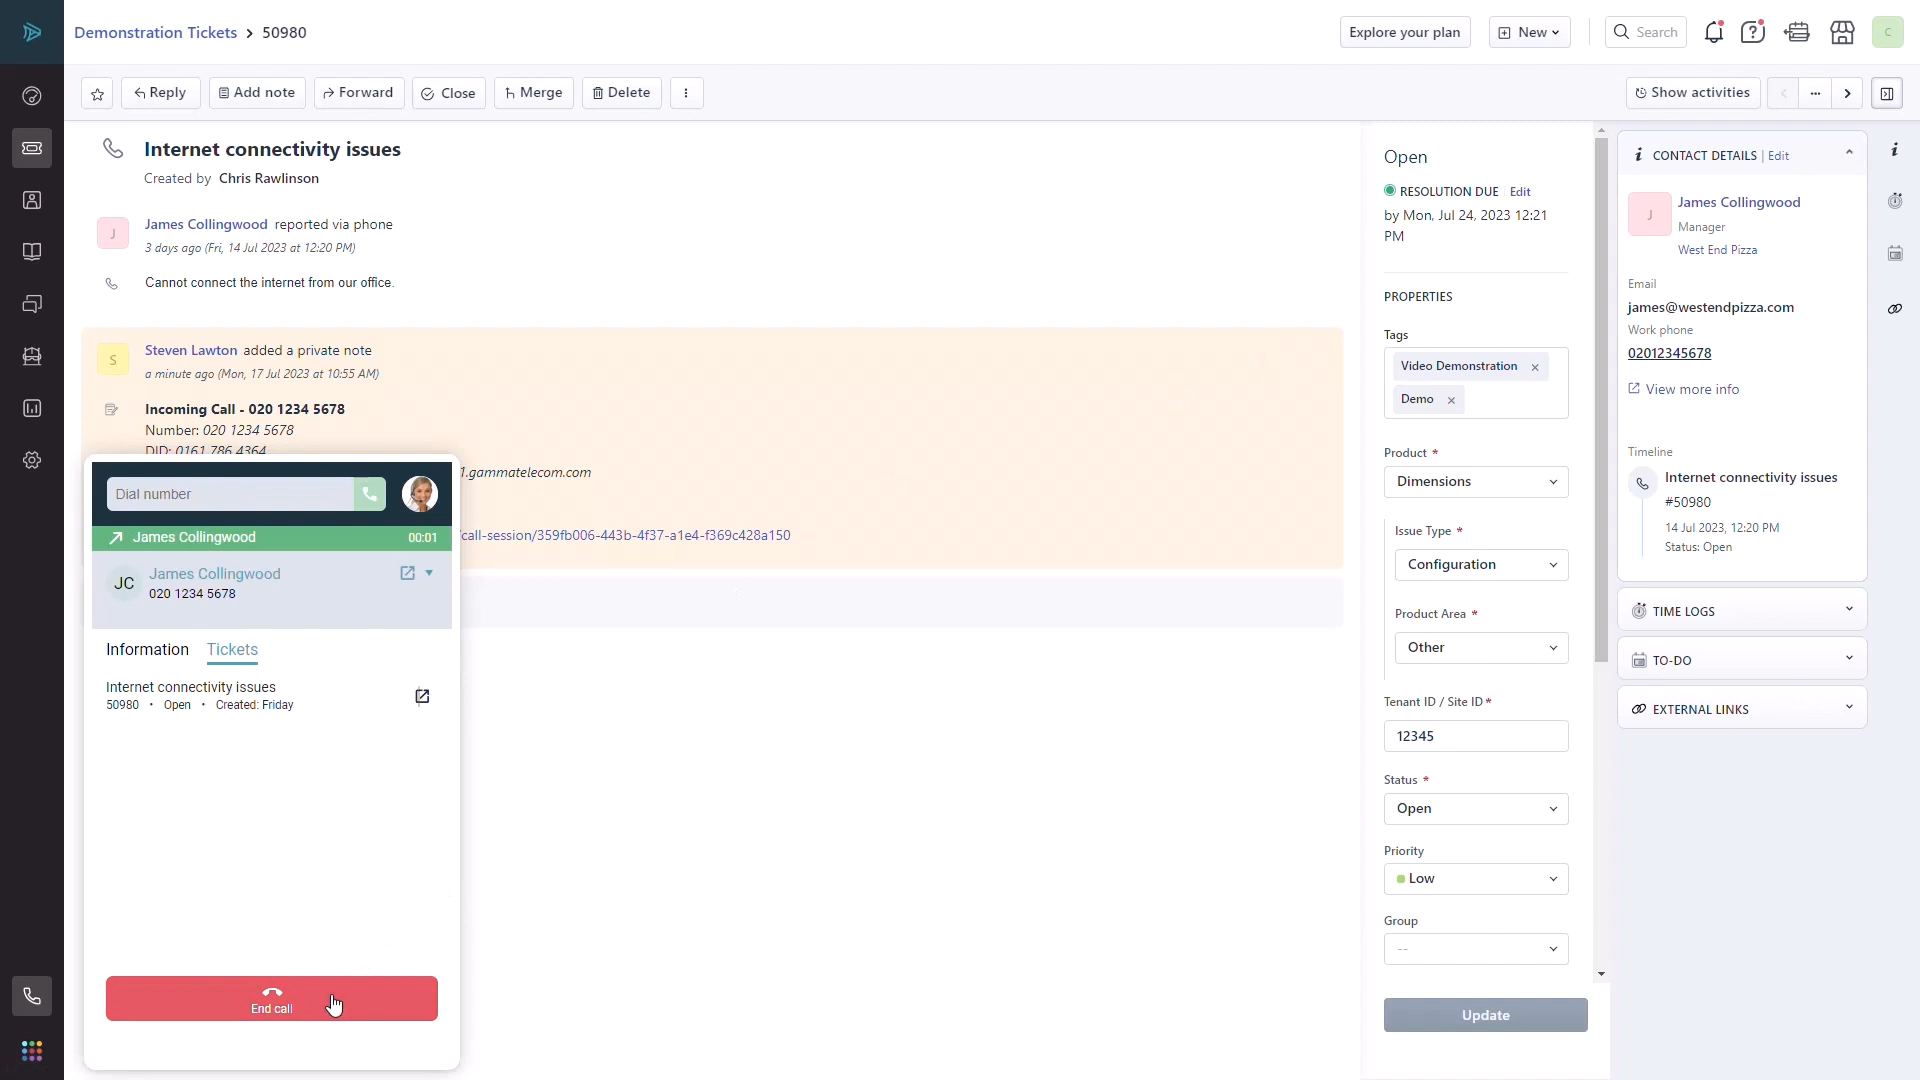 Demonstration Tickets > 50980
Explore your plan
New
Search
C
Reply
Add note
Forward
Close
Merge
Delete
Show activities
Internet connectivity issues
Created by Chris Rawlinson
J
James Collingwood reported via phone
3 days ago (Fri, 14 Jul 2023 at 12:20 PM)
Cannot connect the internet from our office.
S
Steven Lawton added a private note
a minute ago (Mon, 17 Jul 2023 at 10:55 AM)
Incoming Call - 020 1234 5678
Number: 020 1234 5678
DID: 0161 786 4364
1.gammatelecom.com
/call-session/359fb006-443b-4f37-a1e4-f369c428a150
Dial number
James Collingwood 00:01
JC
James Collingwood
020 1234 5678
Information Tickets
Internet connectivity issues
50980 • Open • Created: Friday
End call
Open
RESOLUTION DUE Edit
by Mon, Jul 24, 2023 12:21
PM
PROPERTIES
Tags
Video Demonstration ×
Demo ×
Product *
Dimensions
Issue Type *
Configuration
Product Area *
Other
Tenant ID / Site ID*
12345
Status *
Open
Priority
Low
Group
--
Update
CONTACT DETAILS | Edit
J
James Collingwood
Manager
West End Pizza
Email
james@westendpizza.com
Work phone
02012345678
View more info
Timeline
Internet connectivity issues
#50980
14 Jul 2023, 12:20 PM
Status: Open
TIME LOGS
TO-DO
EXTERNAL LINKS